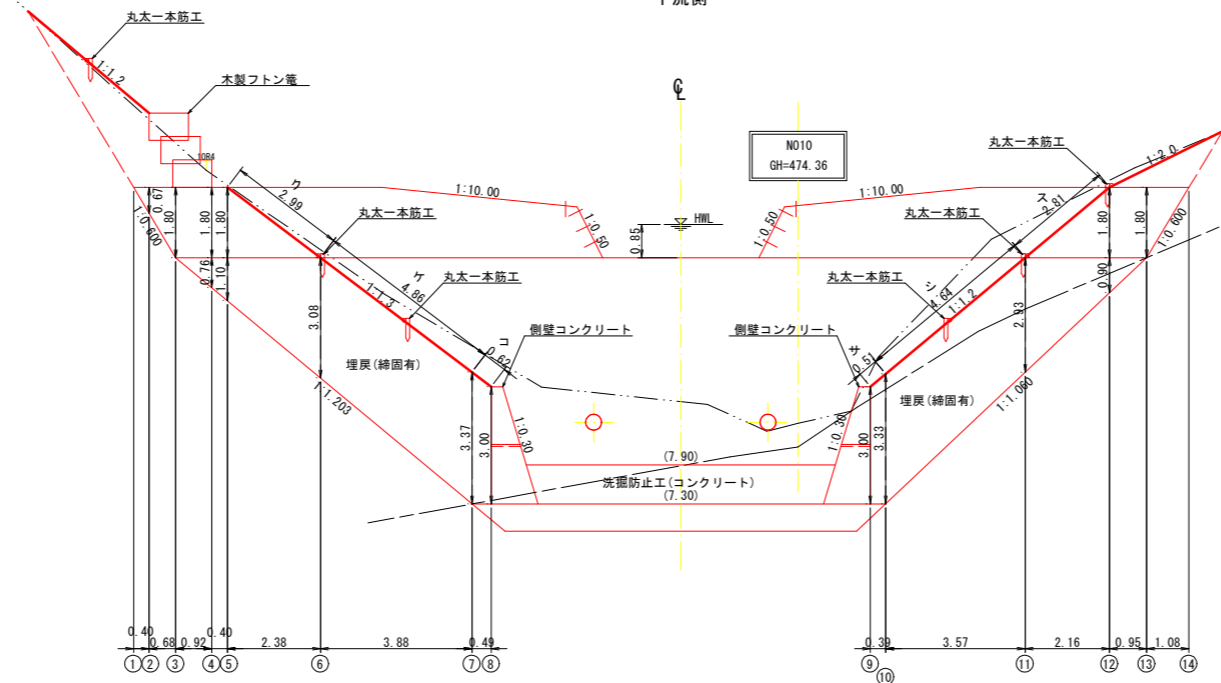 下流側
丸太一本筋工
1:1.2
木製フトン篭
℄
NO10
GH=474.36
丸太一本筋工
1:2.0
0.67
1.80
1.80
1.80
ク
2.99
1:10.00
1:10.00
ス
2.81
1.80
1.80
1:0.600
丸太一本筋工
1:0.50
0.85
HWL
1:0.50
丸太一本筋工
1:0.600
0.76
1.10
3.08
ケ
4.86
1:1.3
丸太一本筋工
丸太一本筋工
シ
4.64
1:1.2
2.93
0.90
コ
0.62
側壁コンクリート
側壁コンクリート
サ
0.51
埋戻(締固有)
埋戻(締固有)
1:1.203
1:1.060
3.37
3.00
1:0.30
1:0.30
3.00
3.33
(7.90)
洗掘防止工(コンクリート)
(7.30)
0.40
0.68
0.92
0.40
2.38
3.88
0.49
0.39
3.57
2.16
0.95
1.08
① ② ③ ④ ⑤ ⑥ ⑦ ⑧ ⑨ (10) ⑪ ⑫ ⑬ ⑭